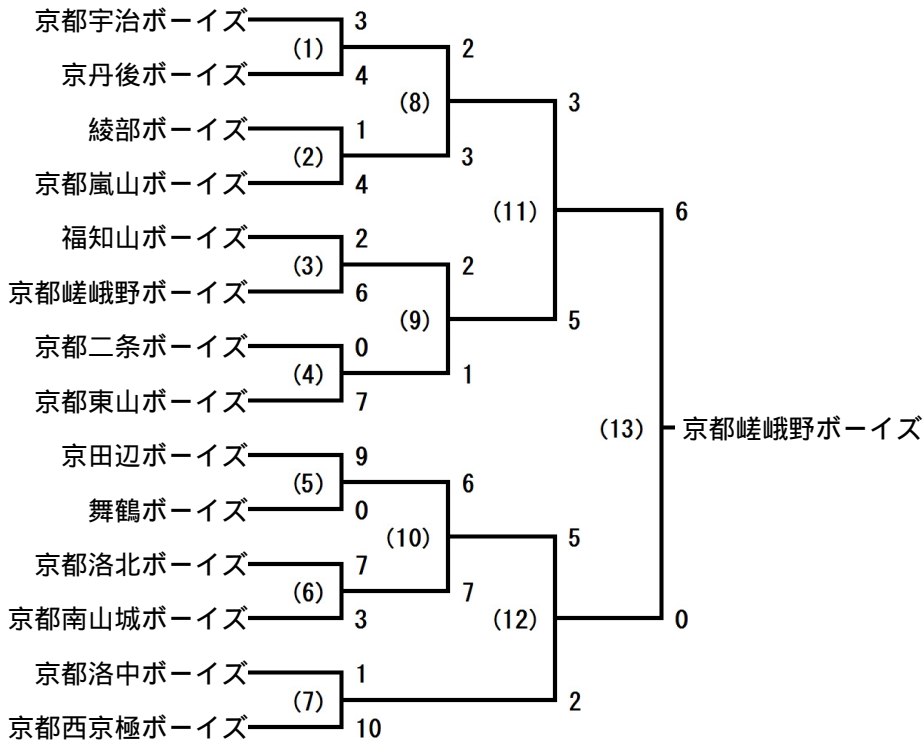 京都宇治ボーイズ 3
(1) 2
京丹後ボーイズ 4
(8) 3
綾部ボーイズ 1
(2) 3
京都嵐山ボーイズ 4
(11) 6
福知山ボーイズ 2
(3) 2
京都嵯峨野ボーイズ 6
(9) 5
京都二条ボーイズ 0
(4) 1
京都東山ボーイズ 7
(13) 京都嵯峨野ボーイズ
京田辺ボーイズ 9
(5) 6
舞鶴ボーイズ 0
(10) 5
京都洛北ボーイズ 7
(6) 7
京都南山城ボーイズ 3
(12) 0
京都洛中ボーイズ 1
(7) 2
京都西京極ボーイズ 10